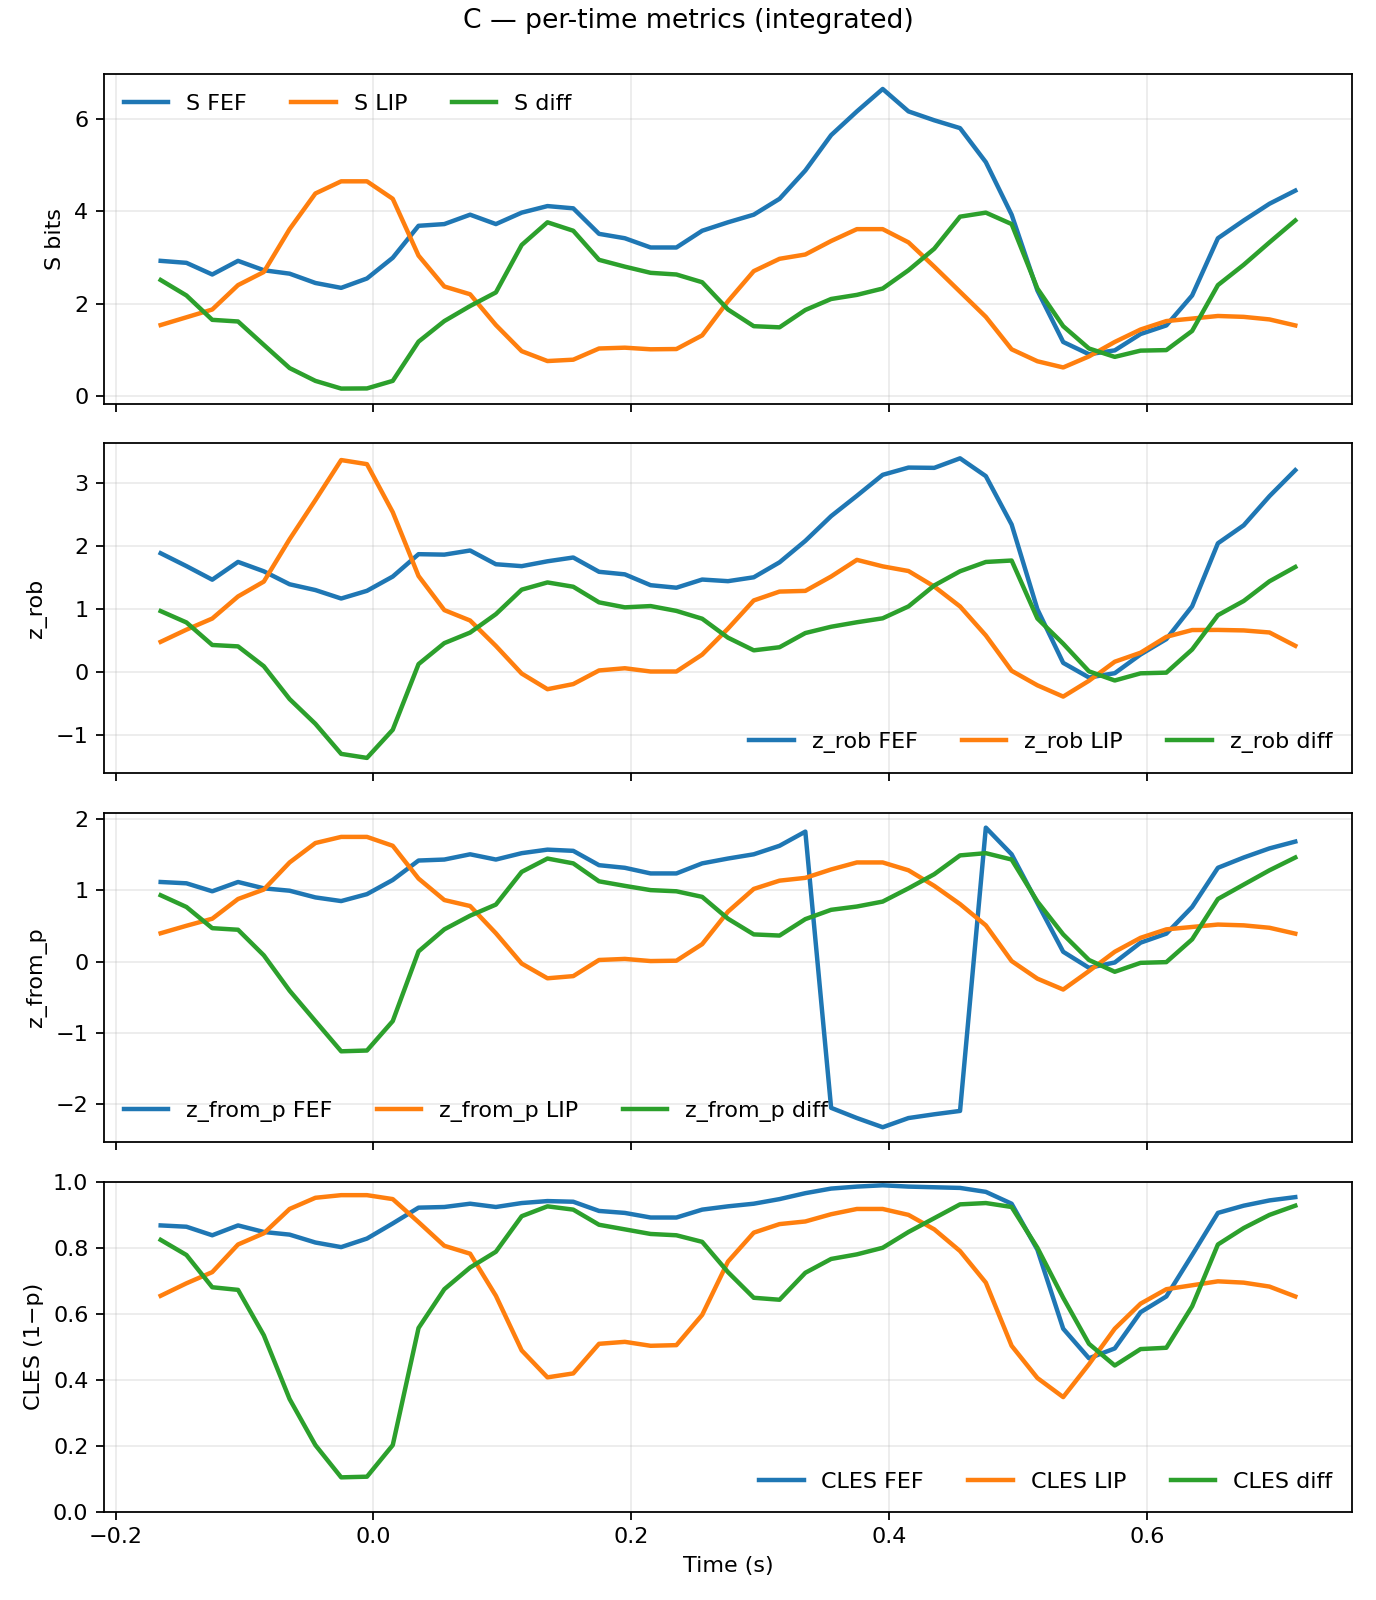 C — per-time metrics (integrated)
S FEF S LIP S diff
6
4
2
0
S bits
3
2
1
0
−1
z_rob
z_rob FEF z_rob LIP z_rob diff
2
1
0
−1
−2
z_from_p
z_from_p FEF z_from_p LIP z_from_p diff
1.0
0.8
0.6
0.4
0.2
0.0
CLES (1−p)
CLES FEF CLES LIP CLES diff
−0.2 0.0 0.2 0.4 0.6
Time (s)